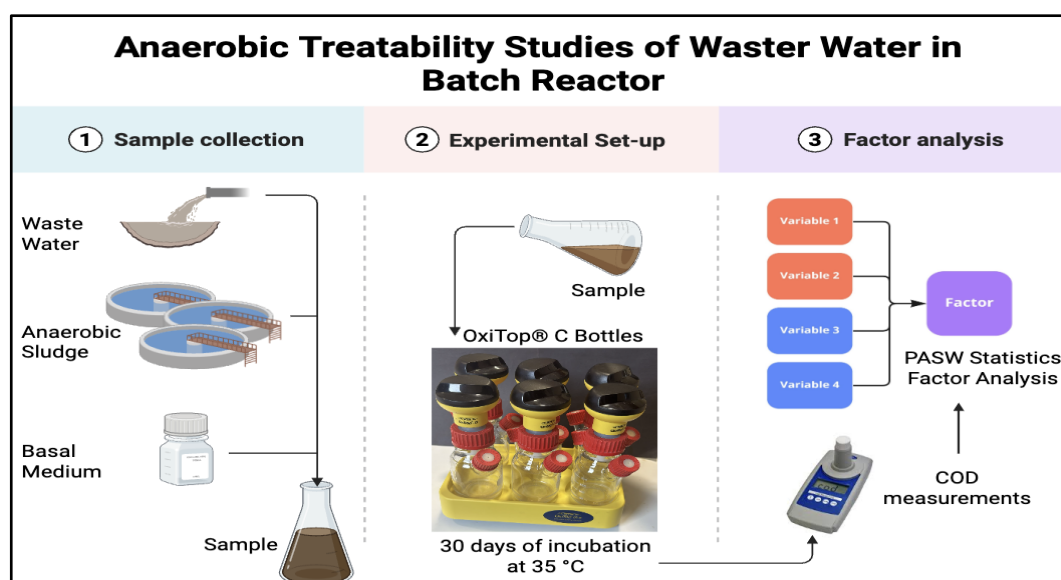 Anaerobic Treatability Studies of Waster Water in
Batch Reactor
1 Sample collection
2 Experimental Set-up
3 Factor analysis
Waste
Water
Anaerobic
Sludge
Basal
Medium
Sample
Sample
OxiTop® C Bottles
30 days of incubation
at 35 °C
Variable 1
Variable 2
Variable 3
Variable 4
Factor
PASW Statistics
Factor Analysis
COD
measurements